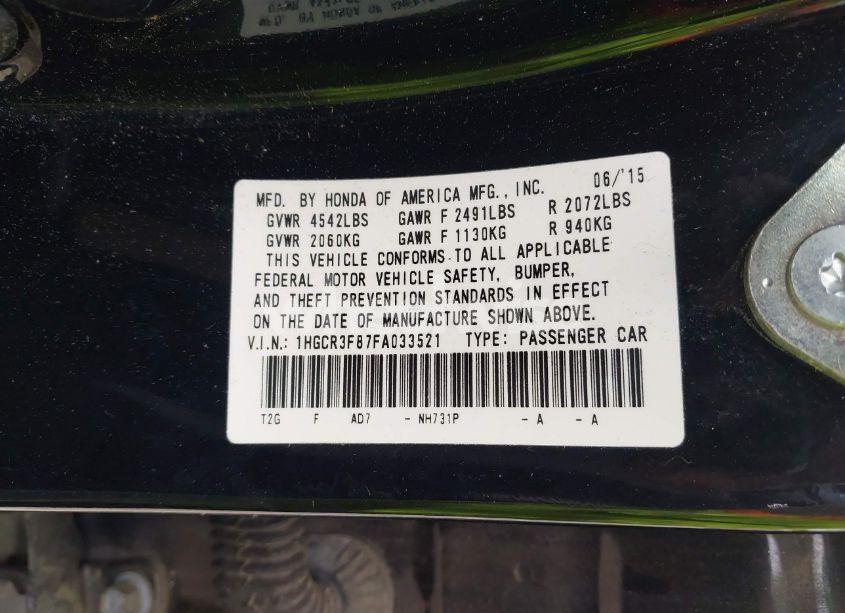 MFD. BY HONDA OF AMERICA MFG., INC. 06/'15
GVWR 4542LBS GAWR F 2491LBS R 2072LBS
GVWR 2060KG GAWR F 1130KG R 940KG
THIS VEHICLE CONFORMS TO ALL APPLICABLE
FEDERAL MOTOR VEHICLE SAFETY, BUMPER,
AND THEFT PREVENTION STANDARDS IN EFFECT
ON THE DATE OF MANUFACTURE SHOWN ABOVE.
V.I.N.: 1HGCR3F87FA033521 TYPE: PASSENGER CAR
T2G F AD7 - NH731P - A - A